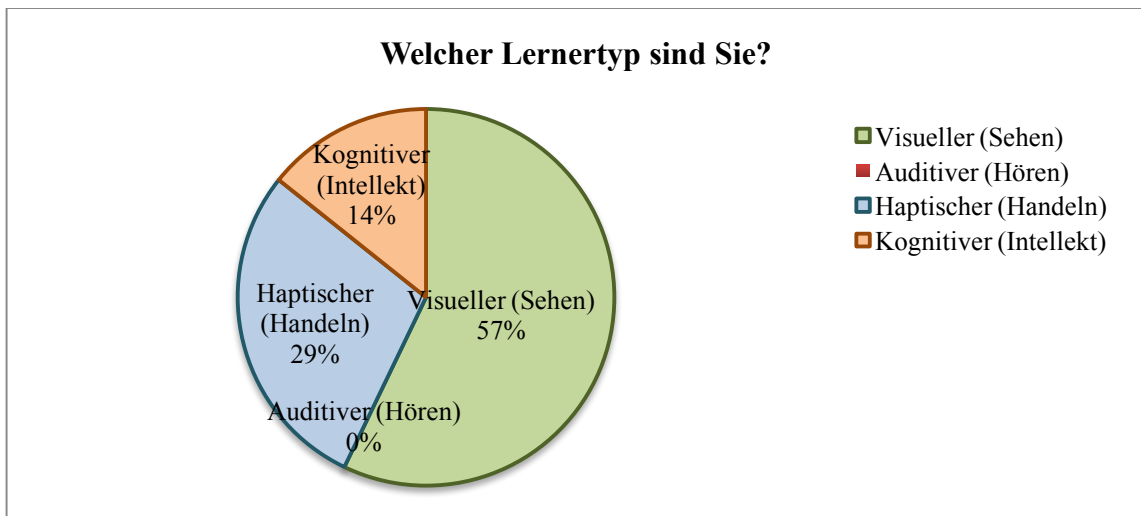 Welcher Lernertyp sind Sie?
Kognitiver
(Intellekt)
14%
Haptischer
(Handeln)
29%
Visueller (Sehen)
57%
Auditiver (Hören)
0%
Visueller (Sehen)
Auditiver (Hören)
Haptischer (Handeln)
Kognitiver (Intellekt)